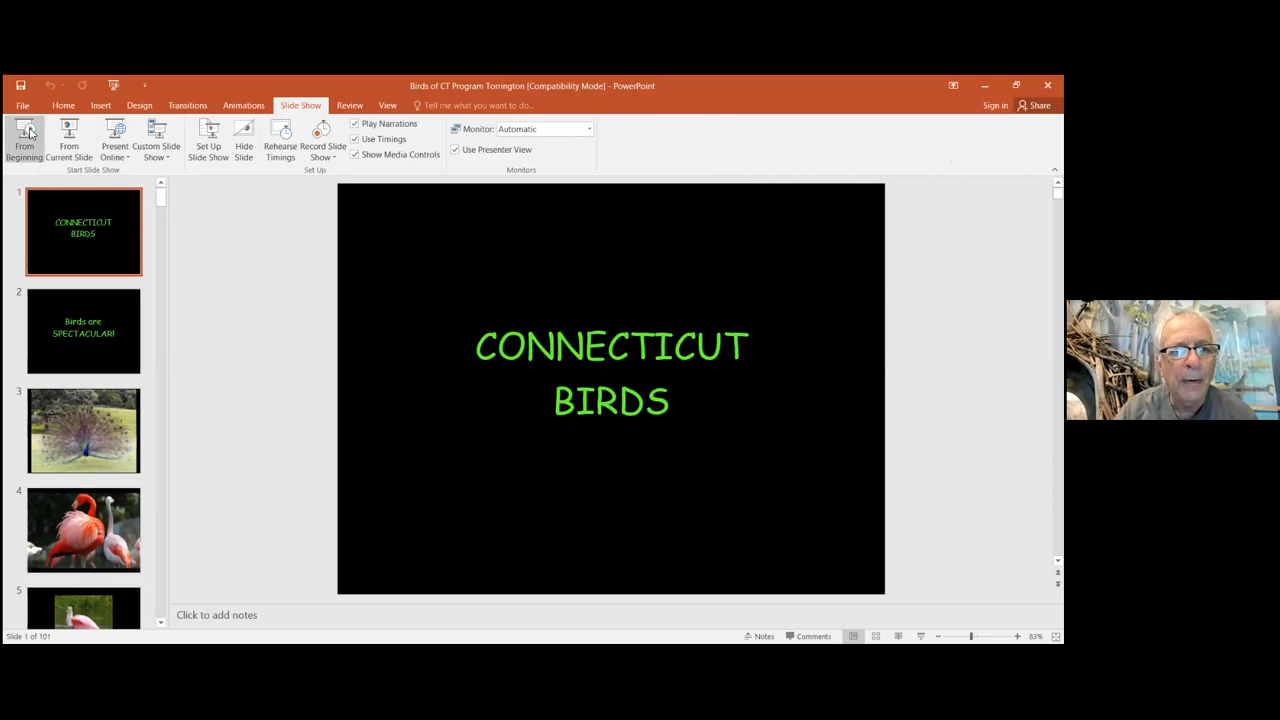 Birds of CT Program Torrington [Compatibility Mode] - PowerPoint
File Home Insert Design Transitions Animations Slide Show Review View Tell me what you want to do... Sign in Share
From Beginning
From Current Slide
Present Online
Custom Slide Show
Set Up Slide Show
Hide Slide
Rehearse Timings
Record Slide Show
Play Narrations
Use Timings
Show Media Controls
Monitor: Automatic
Use Presenter View
Start Slide Show
Set Up
Monitors
1
CONNECTICUT
BIRDS
2
Birds are
SPECTACULAR!
3
4
5
CONNECTICUT
BIRDS
Click to add notes
Slide 1 of 101
Notes Comments 83%